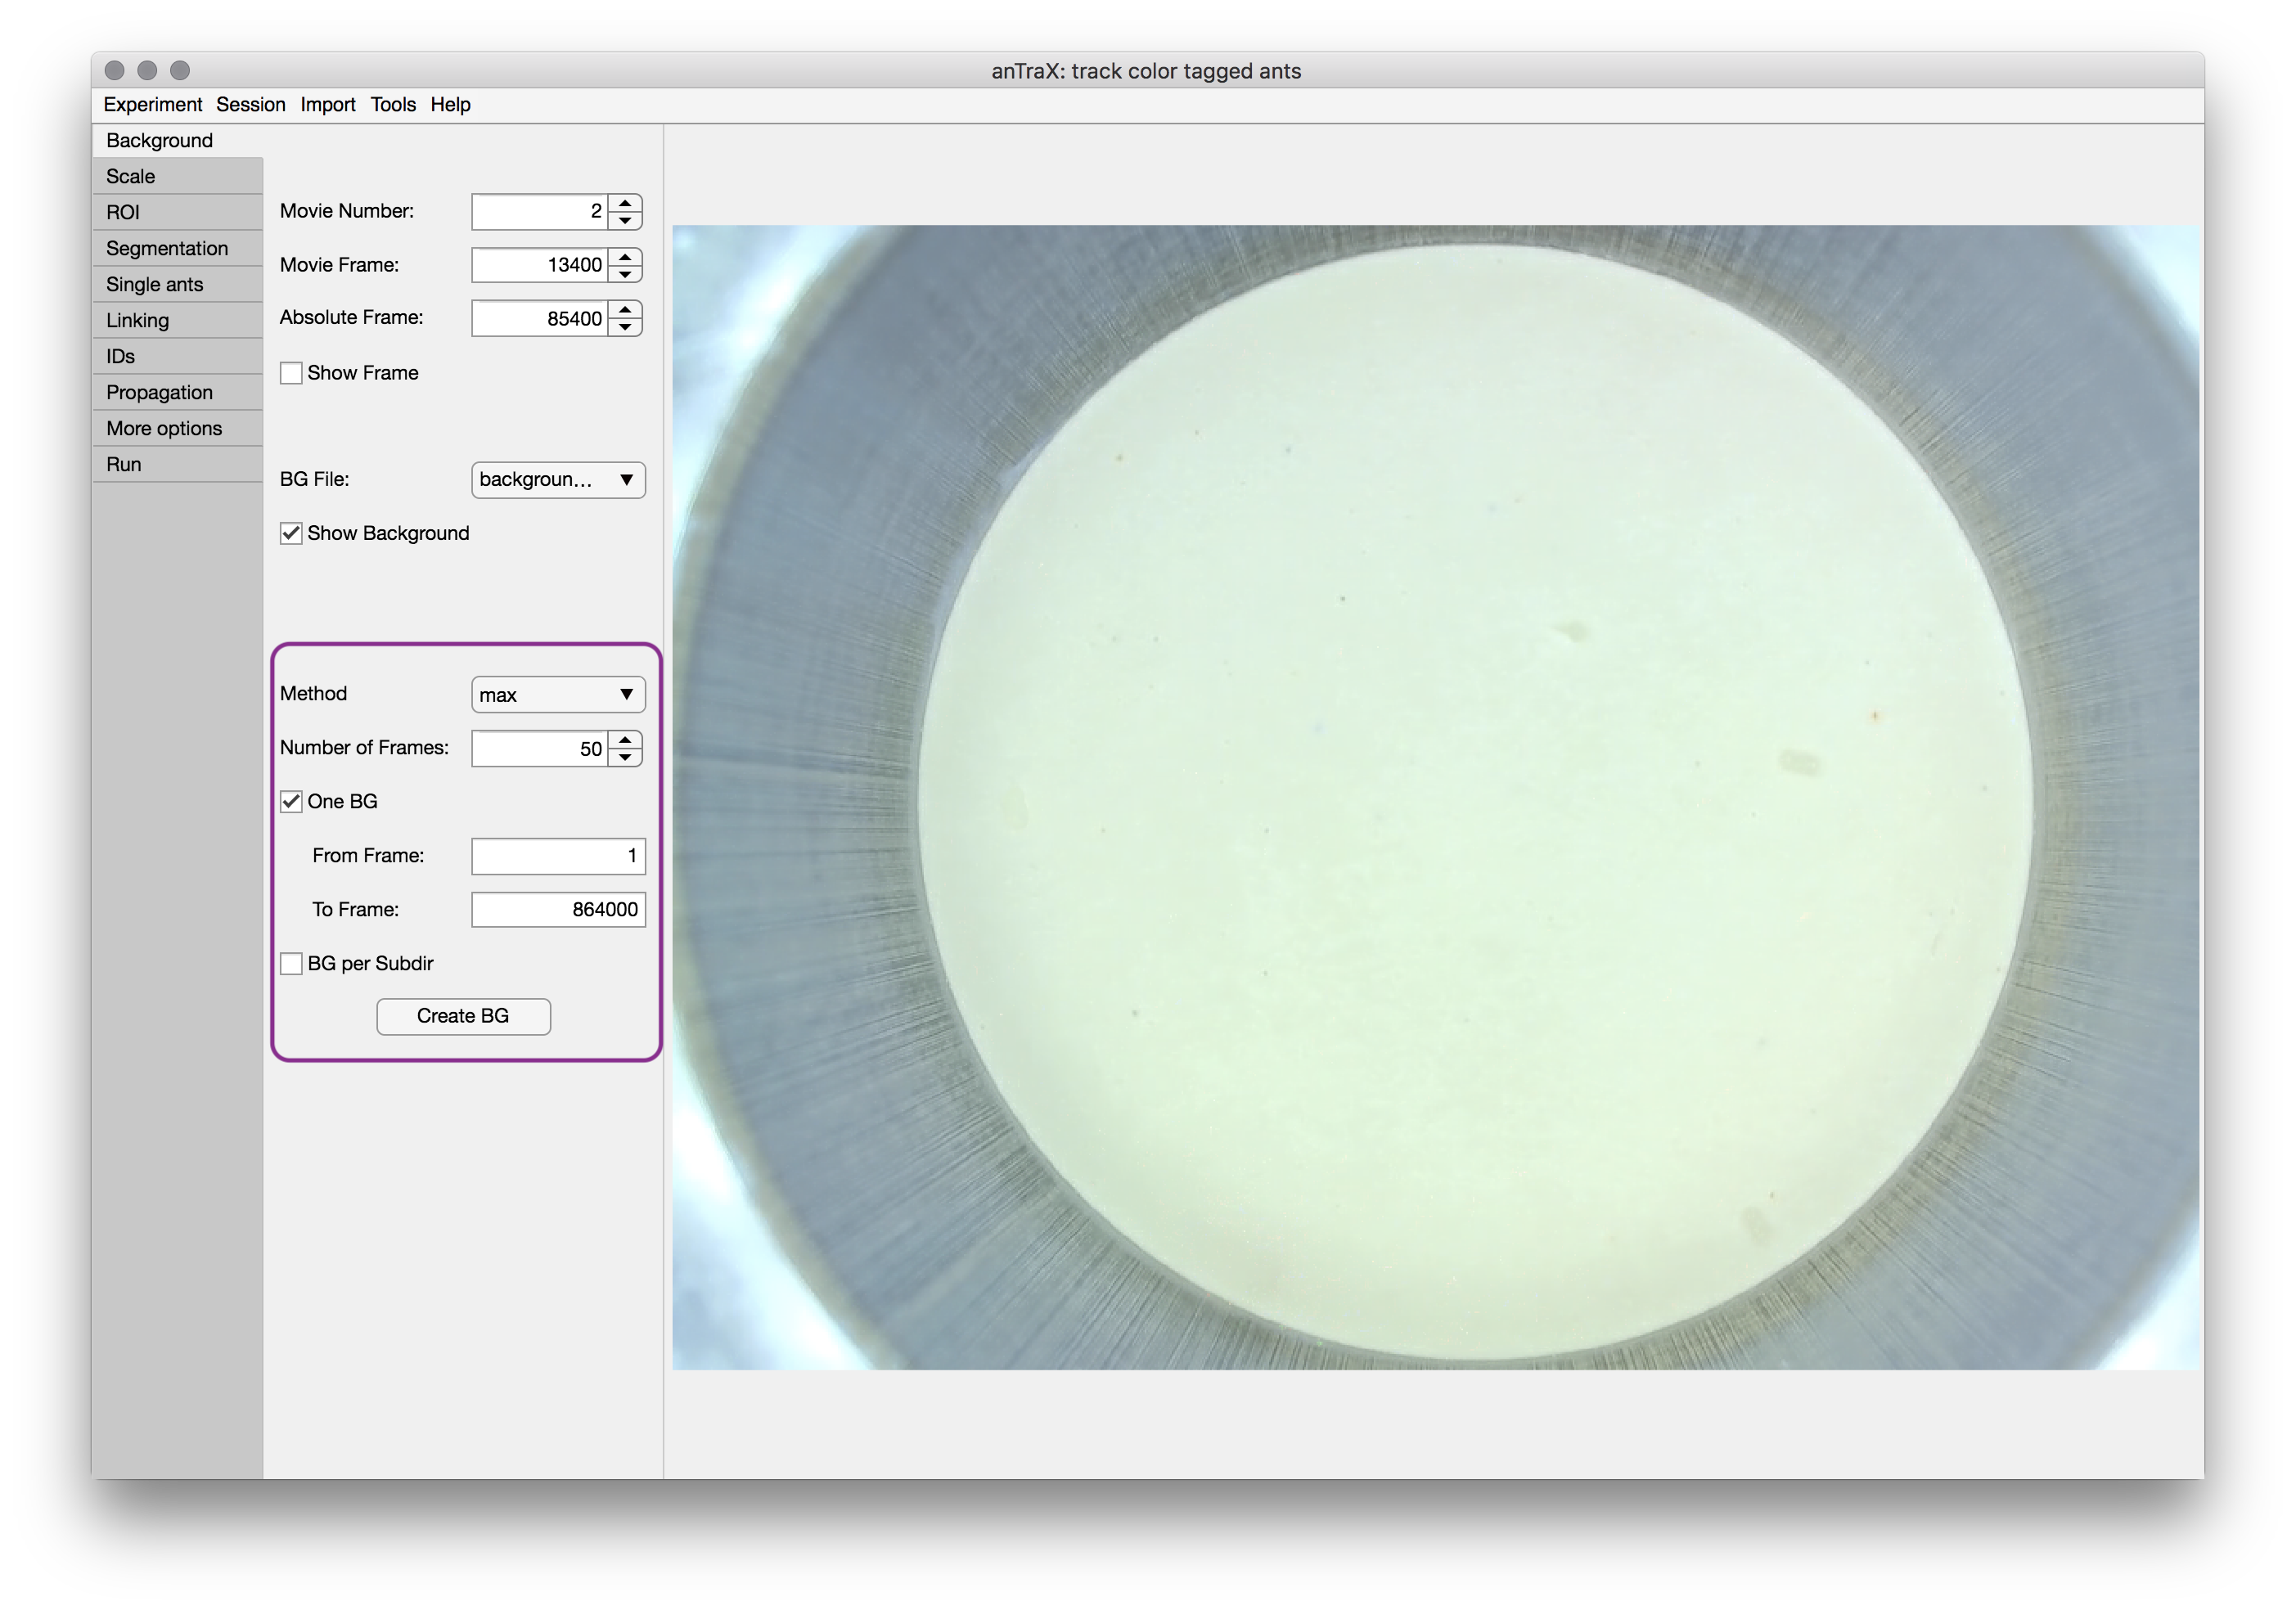 anTraX: track color tagged ants
Experiment Session Import Tools Help
Background
Scale
ROI
Segmentation
Single ants
Linking
IDs
Propagation
More options
Run
Movie Number: 2
Movie Frame: 13400
Absolute Frame: 85400
Show Frame
BG File: backgroun...
Show Background
Method max
Number of Frames: 50
One BG
From Frame: 1
To Frame: 864000
BG per Subdir
Create BG